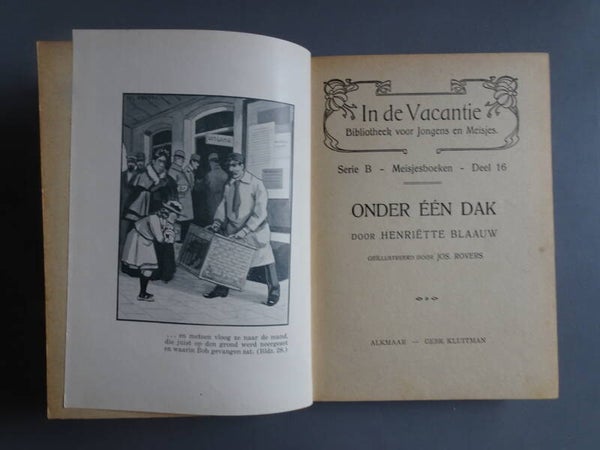 ... en meteen vloog ze naar de mand,
die juist op den grond werd neergezet
en waarin Bob gevangen zat. (Bldz. 28.)
In de Vacantie
Bibliotheek voor Jongens en Meisjes.
Serie B - Meisjesboeken - Deel 16
ONDER ÉÉN DAK
DOOR HENRIËTTE BLAAUW
GEÏLLUSTREERD DOOR JOS. ROVERS
ALKMAAR — GEBR. KLUITMAN